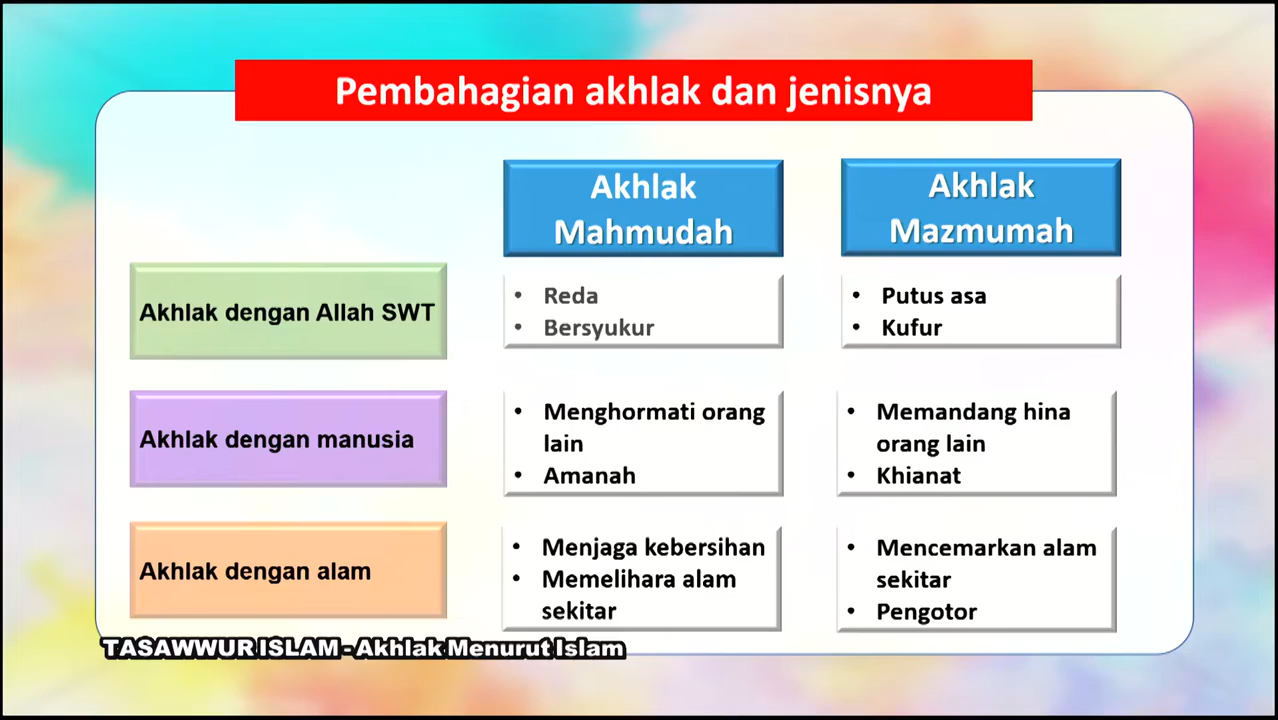 Pembahagian akhlak dan jenisnya
Akhlak
Mahmudah
Akhlak
Mazmumah
Akhlak dengan Allah SWT
• Reda
• Bersyukur
• Putus asa
• Kufur
Akhlak dengan manusia
• Menghormati orang
lain
• Amanah
• Memandang hina
orang lain
• Khianat
Akhlak dengan alam
• Menjaga kebersihan
• Memelihara alam
sekitar
• Mencemarkan alam
sekitar
• Pengotor
TASAWWUR ISLAM - Akhlak Menurut Islam